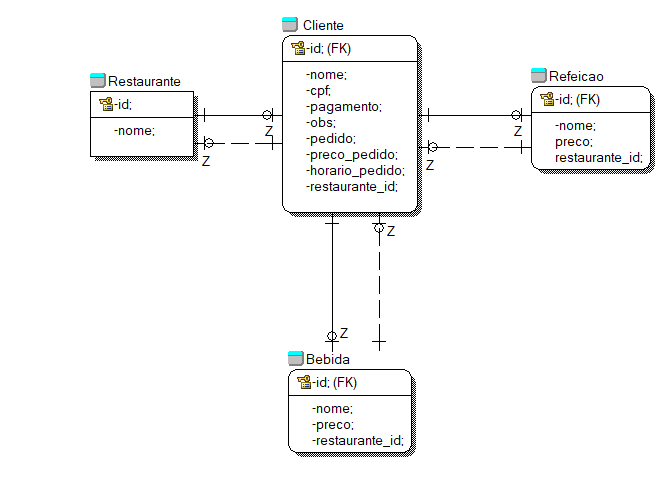 Cliente
-id; (FK)
-nome;
-cpf;
-pagamento;
-obs;
-pedido;
-preco_pedido;
-horario_pedido;
-restaurante_id;
Restaurante
-id;
-nome;
Z
Z
Refeicao
-id; (FK)
-nome;
preco;
restaurante_id;
Z
Z
Z
Z
Bebida
-id; (FK)
-nome;
-preco;
-restaurante_id;